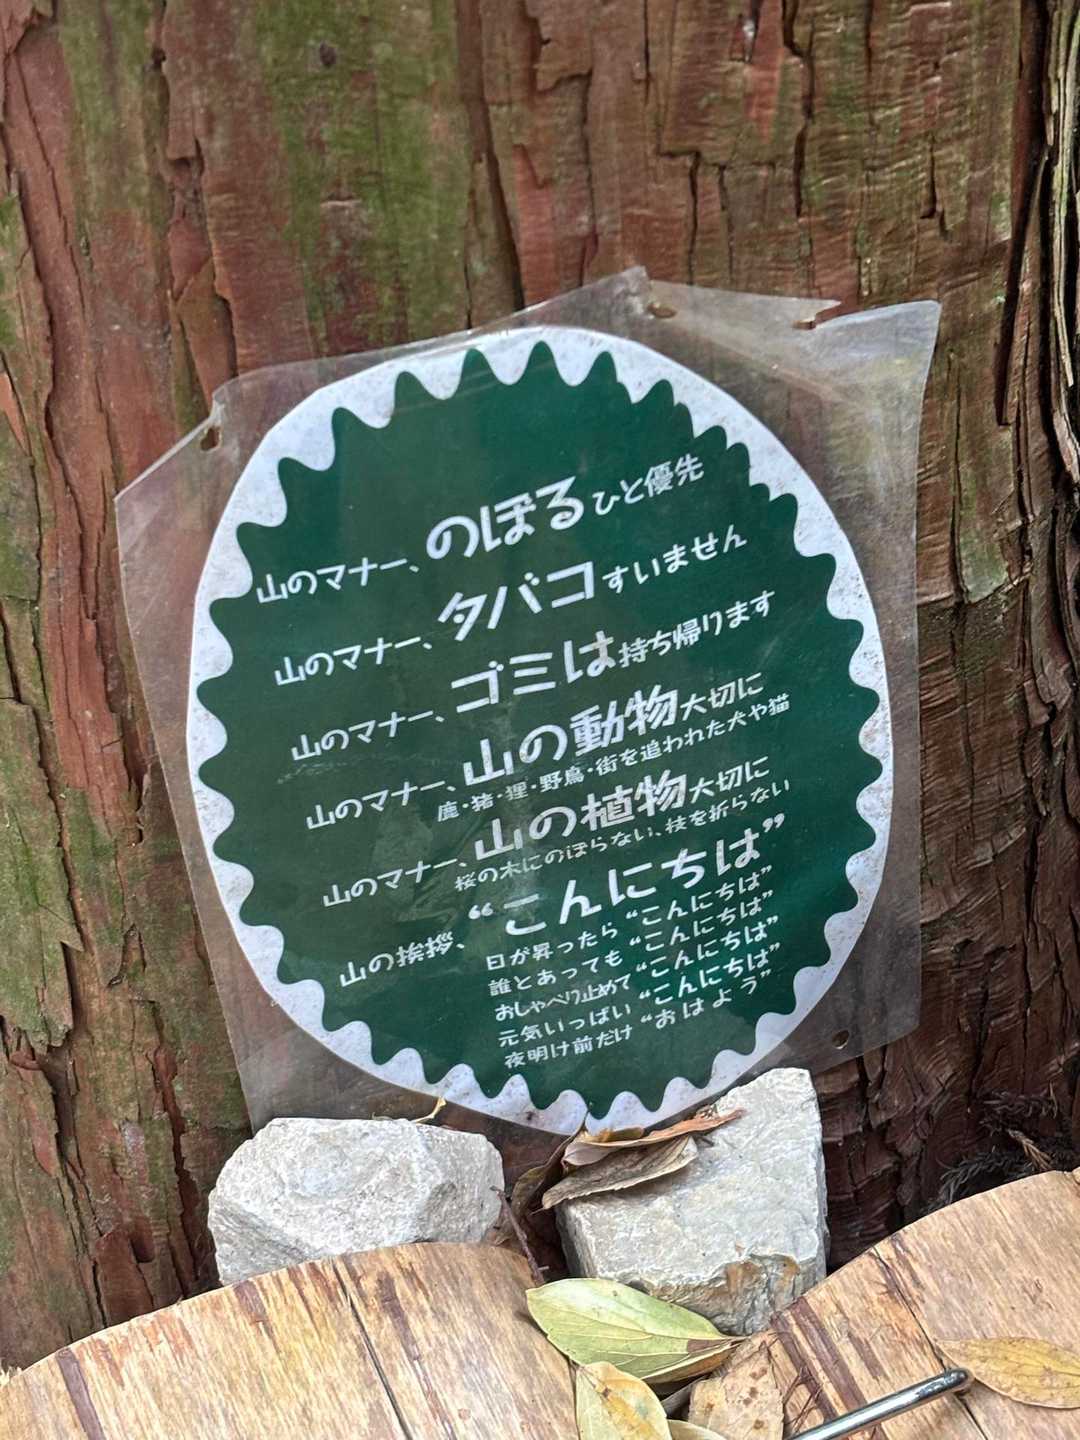 山のマナー、のぼるひと優先
山のマナー、タバコすいません
山のマナー、ゴミは持ち帰ります
山のマナー、山の動物大切に
鹿・猪・狸・野鳥・街を追われた犬や猫
山のマナー、山の植物大切に
桜の木にのぼらない、枝を折らない
山の挨拶、“こんにちは”
日が昇ったら“こんにちは”
誰とあっても“こんにちは”
おしゃべり止めて“こんにちは”
元気いっぱい“こんにちは”
夜明け前だけ“おはよう”